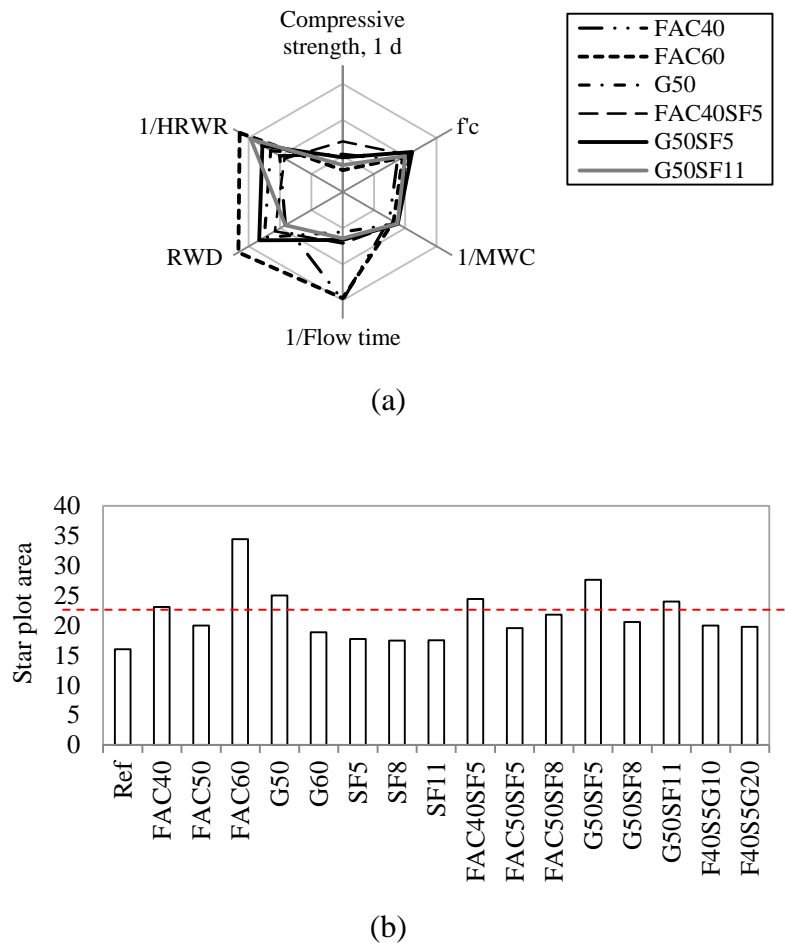 Compressive
strength, 1 d
f'c
1/MWC
1/Flow time
RWD
1/HRWR
FAC40
FAC60
G50
FAC40SF5
G50SF5
G50SF11
(a)
Star plot area
40
35
30
25
20
15
10
5
0
Ref
FAC40
FAC50
FAC60
G50
G60
SF5
SF8
SF11
FAC40SF5
FAC50SF5
FAC50SF8
G50SF5
G50SF8
G50SF11
F40S5G10
F40S5G20
(b)